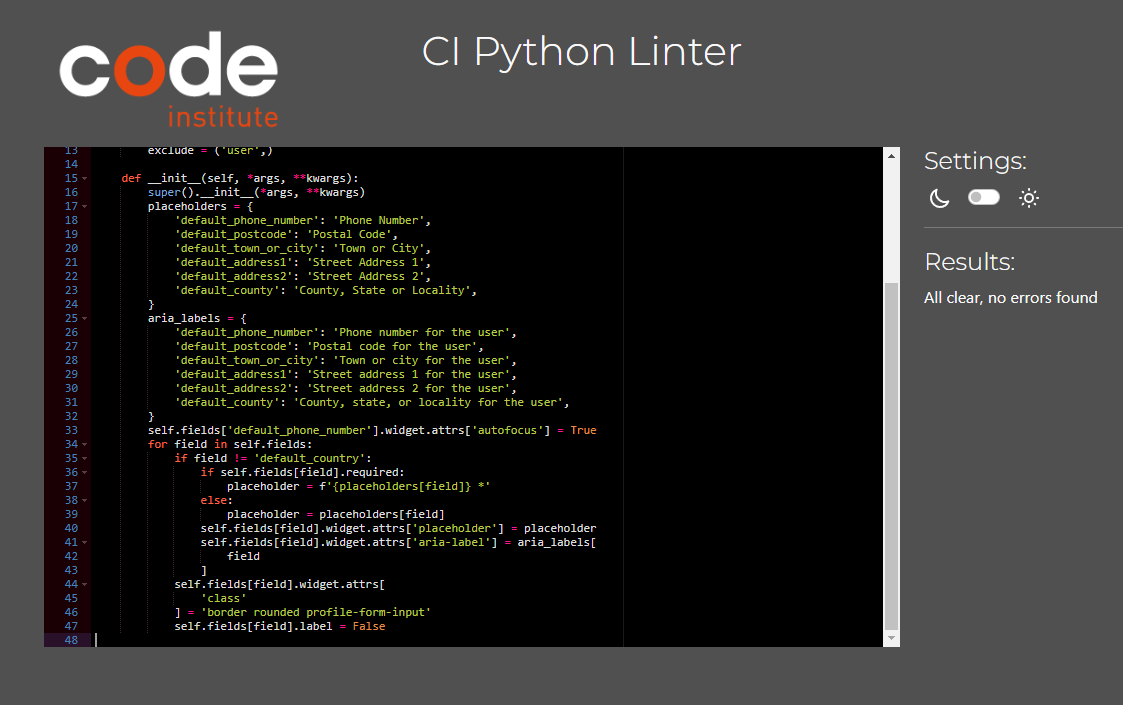 code
institute
CI Python Linter
13 exclude = ('user',)
14
15 def __init__(self, *args, **kwargs):
16 super().__init__(*args, **kwargs)
17 placeholders = {
18 'default_phone_number': 'Phone Number',
19 'default_postcode': 'Postal Code',
20 'default_town_or_city': 'Town or City',
21 'default_address1': 'Street Address 1',
22 'default_address2': 'Street Address 2',
23 'default_county': 'County, State or Locality',
24 }
25 aria_labels = {
26 'default_phone_number': 'Phone number for the user',
27 'default_postcode': 'Postal code for the user',
28 'default_town_or_city': 'Town or city for the user',
29 'default_address1': 'Street address 1 for the user',
30 'default_address2': 'Street address 2 for the user',
31 'default_county': 'County, state, or locality for the user',
32 }
33 self.fields['default_phone_number'].widget.attrs['autofocus'] = True
34 for field in self.fields:
35 if field != 'default_country':
36 if self.fields[field].required:
37 placeholder = f'{placeholders[field]} *'
38 else:
39 placeholder = placeholders[field]
40 self.fields[field].widget.attrs['placeholder'] = placeholder
41 self.fields[field].widget.attrs['aria-label'] = aria_labels[
42 field
43 ]
44 self.fields[field].widget.attrs[
45 'class'
46 ] = 'border rounded profile-form-input'
47 self.fields[field].label = False
48
Settings:
Results:
All clear, no errors found